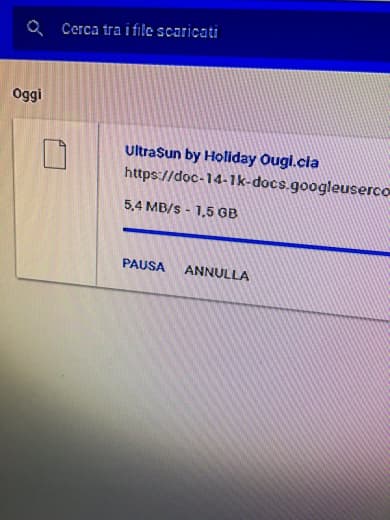 Cerca tra i file scaricati
Oggi
UltraSun by Holiday Ougi.cia
https://doc-14-1k-docs.googleuserco
5,4 MB/s - 1,5 GB
PAUSA ANNULLA